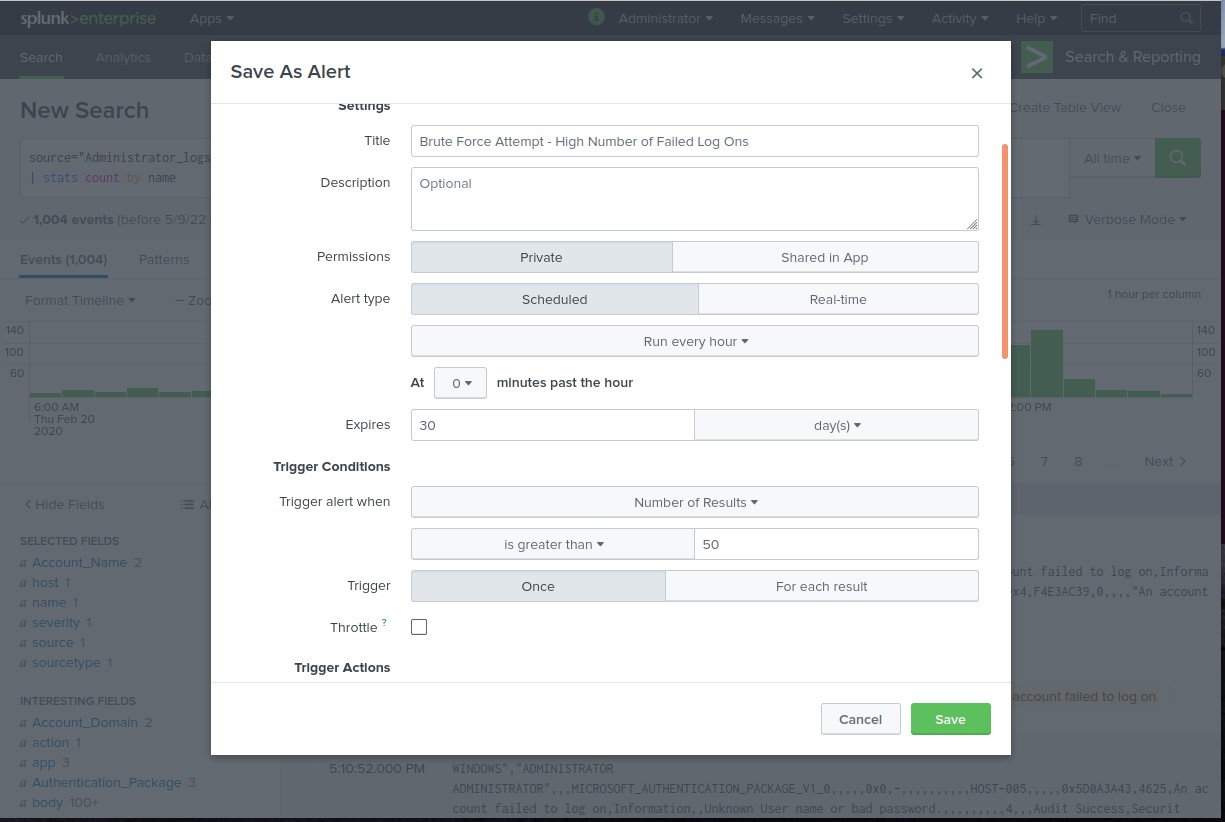 splunk>enterprise Apps Administrator Messages Settings Activity Help Find
Search Analytics Data Search & Reporting
Save As Alert
New Search Create Table View Close
Settings
Title Brute Force Attempt - High Number of Failed Log Ons
source="Administrator_logs All time
| stats count by name
Description Optional
1,004 events (before 5/9/22 Verbose Mode
Permissions Private Shared in App
Events (1,004) Patterns
Alert type Scheduled Real-time
Format Timeline 1 hour per column
Run every hour
140 140
100 100
60 60
At 0 minutes past the hour
6:00 AM :00 PM
Thu Feb 20
2020
Expires 30 day(s)
Trigger Conditions
7 8 ... Next
Trigger alert when Number of Results
Hide Fields
is greater than 50
SELECTED FIELDS
a Account_Name 2
a host 1
a name 1
a severity 1
a source 1
a sourcetype 1
unt failed to log on,Informa
x4,F4E3AC39,0,,,,"An account
Trigger Once For each result
Throttle ?
Trigger Actions
account failed to log on
INTERESTING FIELDS
a Account_Domain 2
a action 1
a app 3
a Authentication_Package 3
a body 100+
Cancel Save
5:10:52.000 PM WINDOWS","ADMINISTRATOR
ADMINISTRATOR",,,MICROSOFT_AUTHENTICATION_PACKAGE_V1_0,,,,,0x0,-,,,,,,,,,,HOST-005,,,,,0x5D0A3A43,4625,An ac
count failed to log on,Information,,Unknown User name or bad password.,,,,,,,,,4,,,Audit Success,Securit